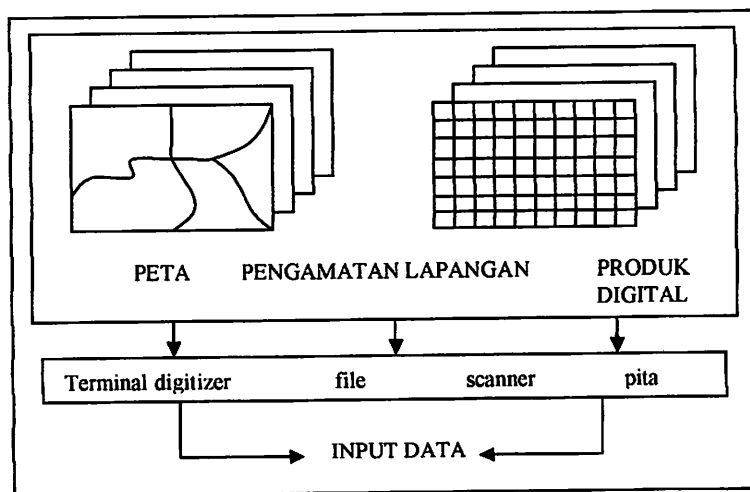 PETA PENGAMATAN LAPANGAN PRODUK
DIGITAL
Terminal digitizer file scanner pita
INPUT DATA